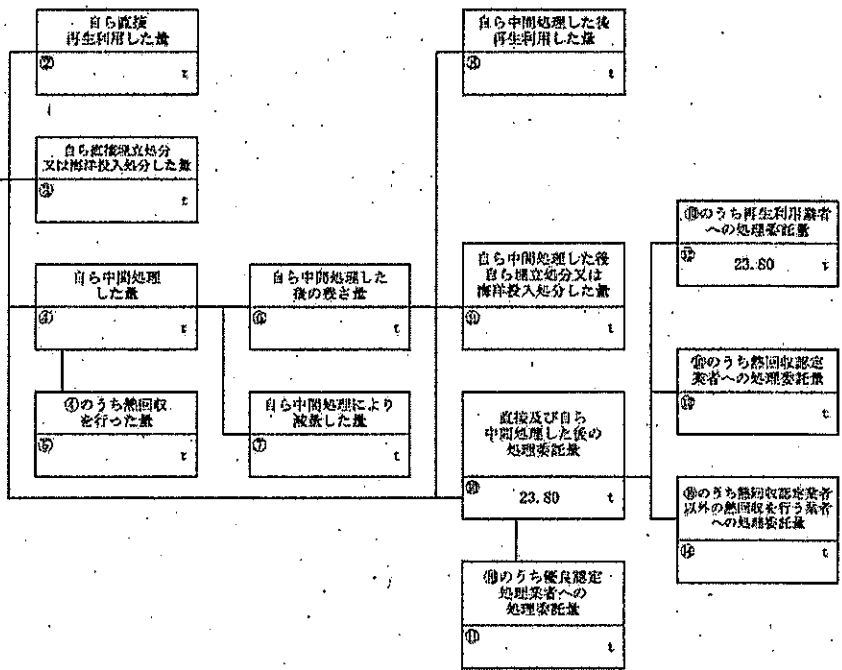 自ら直接
再生利用した量
② t
自ら直接埋立処分
又は海洋投入処分した量
③ t
自ら中間処理
した量
④ t
④のうち熱回収
を行った量
⑤ t
自ら中間処理した
後の残さ量
⑥ t
自ら中間処理により
減量した量
⑦ t
自ら中間処理した後
再生利用した量
⑧ t
自ら中間処理した後
自ら埋立処分又は
海洋投入処分した量
⑨ t
直接及び自ら
中間処理した後の
処理委託量
⑩ 23.80 t
⑩のうち優良認定
処理業者への
処理委託量
⑪ t
⑩のうち再生利用業者
への処理委託量
⑫ 23.80 t
⑩のうち熱回収認定
業者への処理委託量
⑬ t
⑩のうち熱回収認定業者
以外の熱回収を行う業者
への処理委託量
⑭ t